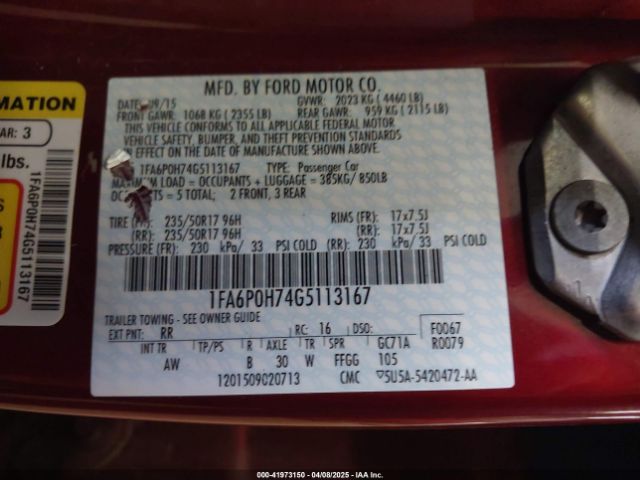 MFD. BY FORD MOTOR CO.
DATE: 09/15 GVWR: 2023 KG ( 4460 LB)
FRONT GAWR: 1068 KG ( 2355 LB) REAR GAWR: 959 KG ( 2115 LB)
THIS VEHICLE CONFORMS TO ALL APPLICABLE FEDERAL MOTOR
VEHICLE SAFETY, BUMPER, AND THEFT PREVENTION STANDARDS
IN EFFECT ON THE DATE OF MANUFACTURE SHOWN ABOVE.
1FA6P0H74G5113167 TYPE: Passenger Car
MAXIMUM LOAD = OCCUPANTS + LUGGAGE = 385KG/ 850LB
OCCUPANTS = 5 TOTAL; 2 FRONT, 3 REAR
TIRE (FR): 235/50R17 96H RIMS (FR): 17x7.5J
(RR): 235/50R17 96H (RR): 17x7.5J
PRESSURE (FR): 230 kPa/ 33 PSI COLD (RR): 230 kPa/ 33 PSI COLD
1FA6P0H74G5113167
TRAILER TOWING - SEE OWNER GUIDE
EXT PNT: RR RC: 16 DSO: F0067
INT TR TP/PS R AXLE TR SPR GC71A R0079
AW B 30 W FFGG 105
1201509020713 CMC ▽5U5A-5420472-AA
MATION
AR: 3
lbs.
1FA6P0H74G5113167
000-41973150 - 04/08/2025 - IAA Inc.